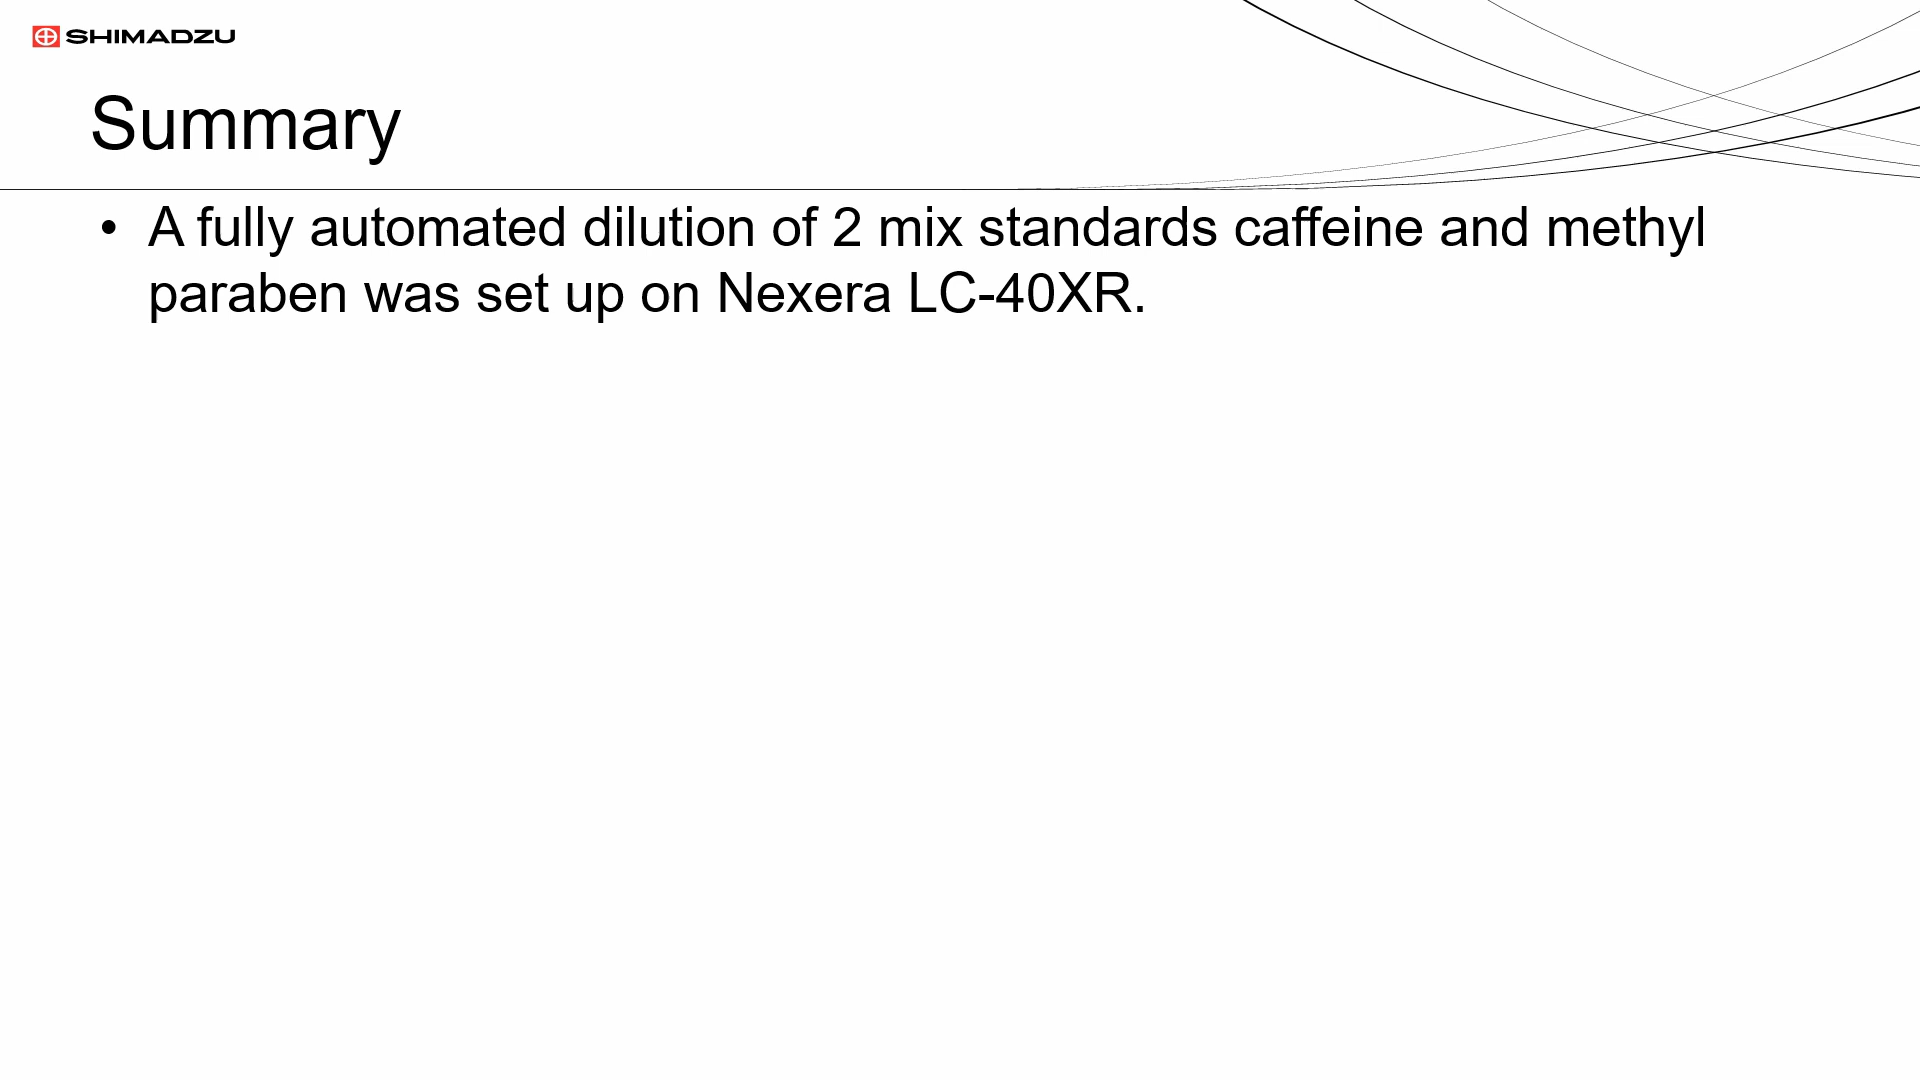 SHIMADZU
Summary
• A fully automated dilution of 2 mix standards caffeine and methyl
paraben was set up on Nexera LC-40XR.